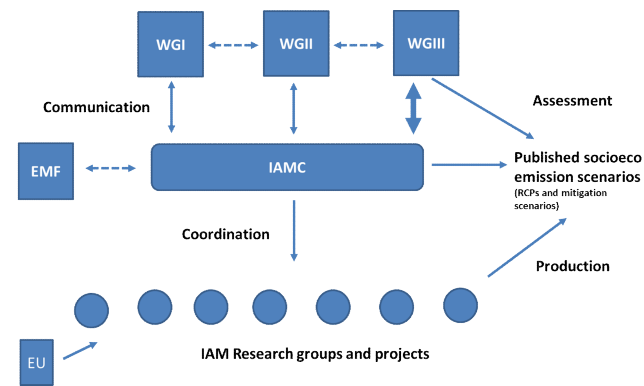 WGI
WGII
WGIII
Communication
Assessment
EMF
IAMC
Published socioeco
emission scenarios
(RCPs and mitigation
scenarios)
Coordination
Production
EU
IAM Research groups and projects